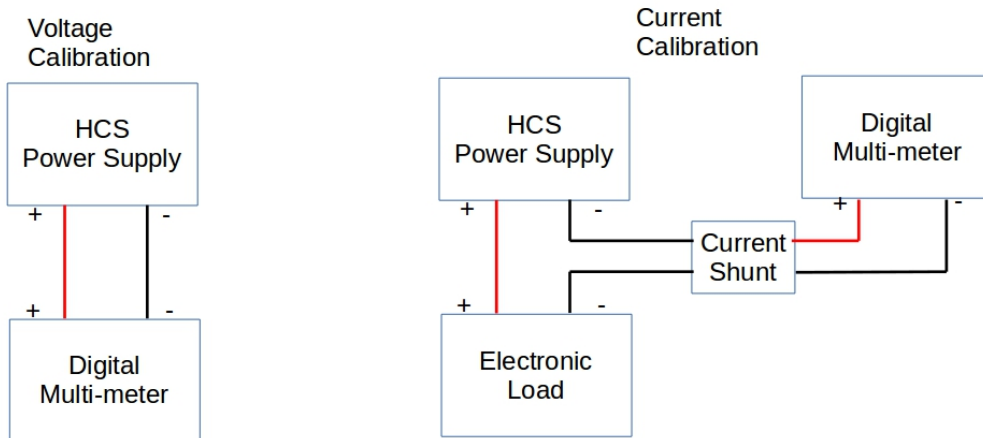 Voltage
Calibration
HCS
Power Supply
+ -
+ -
Digital
Multi-meter
Current
Calibration
HCS
Power Supply
+ -
Digital
Multi-meter
+ -
Current
Shunt
+ -
Electronic
Load